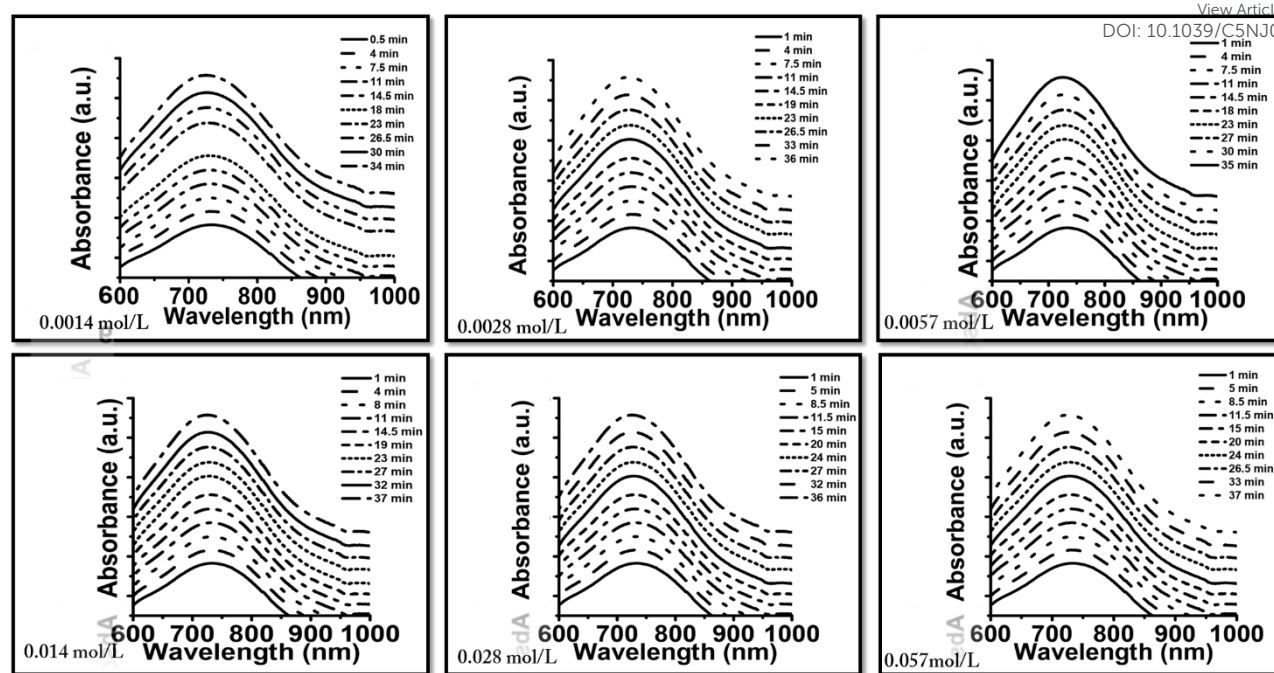 View Articl
DOI: 10.1039/C5NJ0
Absorbance (a.u.)
0.5 min
4 min
7.5 min
11 min
14.5 min
18 min
23 min
26.5 min
30 min
34 min
600 700 800 900 1000
Wavelength (nm)
0.0014 mol/L
Absorbance (a.u.)
1 min
4 min
7.5 min
11 min
14.5 min
19 min
23 min
26.5 min
33 min
36 min
600 700 800 900 1000
Wavelength (nm)
0.0028 mol/L
Absorbance (a.u.)
1 min
4 min
7.5 min
11 min
14.5 min
18 min
23 min
27 min
30 min
35 min
600 700 800 900 1000
Wavelength (nm)
0.0057 mol/L
Absorbance (a.u.)
1 min
4 min
8 min
11 min
14.5 min
19 min
23 min
27 min
32 min
37 min
600 700 800 900 1000
Wavelength (nm)
0.014 mol/L
Absorbance (a.u.)
1 min
5 min
8.5 min
11.5 min
15 min
20 min
24 min
27 min
32 min
36 min
600 700 800 900 1000
Wavelength (nm)
0.028 mol/L
Absorbance (a.u.)
1 min
5 min
8.5 min
11.5 min
15 min
20 min
24 min
26.5 min
33 min
37 min
600 700 800 900 1000
Wavelength (nm)
0.057mol/L